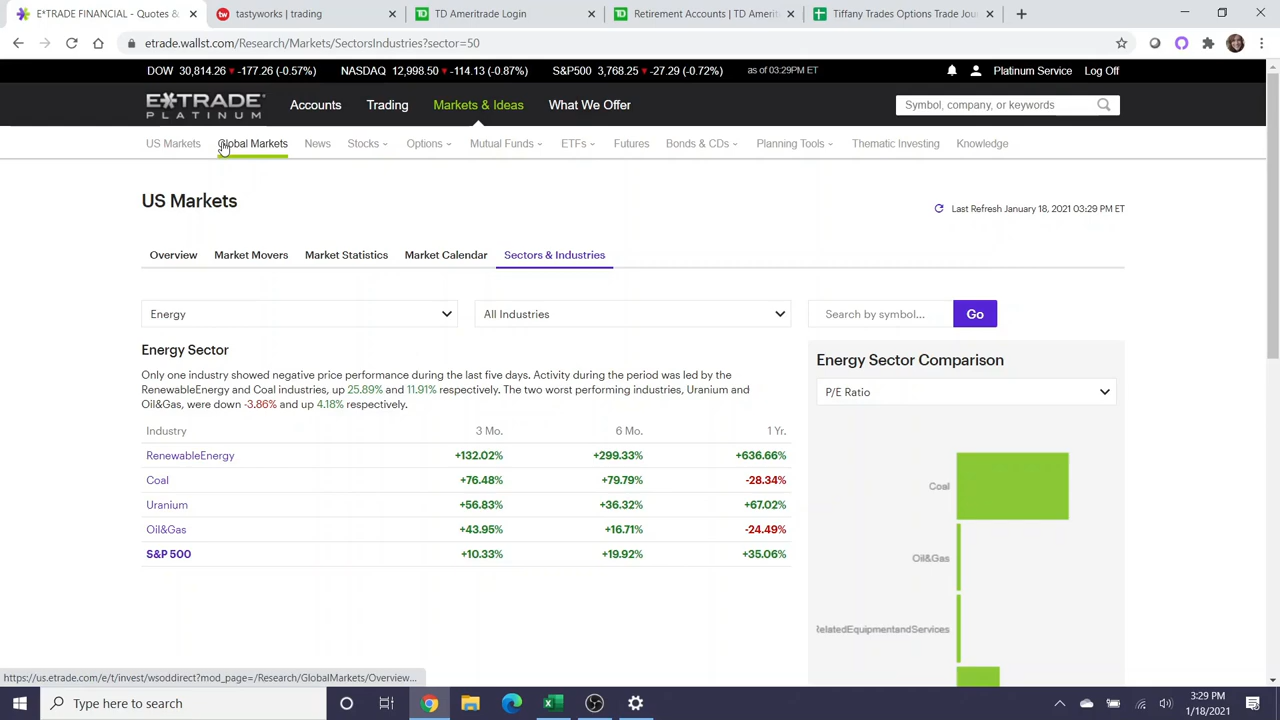 E*TRADE FINANCIAL - Quotes &
tastyworks | trading
TD Ameritrade Login
Retirement Accounts | TD Amerit
Tiffany Trades Options Trade Jou
etrade.wallst.com/Research/Markets/SectorsIndustries?sector=50
DOW 30,814.26 -177.26 (-0.57%) NASDAQ 12,998.50 -114.13 (-0.87%) S&P500 3,768.25 -27.29 (-0.72%) as of 03:29PM ET Platinum Service Log Off
E*TRADE PLATINUM
Accounts Trading Markets & Ideas What We Offer Symbol, company, or keywords
US Markets Global Markets News Stocks Options Mutual Funds ETFs Futures Bonds & CDs Planning Tools Thematic Investing Knowledge
US Markets
Last Refresh January 18, 2021 03:29 PM ET
Overview Market Movers Market Statistics Market Calendar Sectors & Industries
Energy All Industries Search by symbol... Go
Energy Sector
Only one industry showed negative price performance during the last five days. Activity during the period was led by the
RenewableEnergy and Coal industries, up 25.89% and 11.91% respectively. The two worst performing industries, Uranium and
Oil&Gas, were down -3.86% and up 4.18% respectively.
Industry 3 Mo. 6 Mo. 1 Yr.
RenewableEnergy +132.02% +299.33% +636.66%
Coal +76.48% +79.79% -28.34%
Uranium +56.83% +36.32% +67.02%
Oil&Gas +43.95% +16.71% -24.49%
S&P 500 +10.33% +19.92% +35.06%
Energy Sector Comparison
P/E Ratio
Coal
Oil&Gas
RelatedEquipmentandServices
https://us.etrade.com/e/t/invest/wsoddirect?mod_page=/Research/GlobalMarkets/Overview...
Type here to search
3:29 PM
1/18/2021